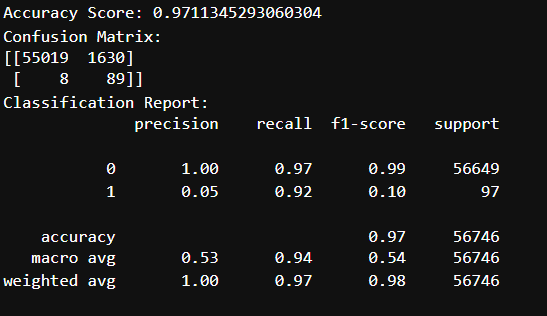 Accuracy Score: 0.9711345293060304
Confusion Matrix:
[[55019  1630]
 [    8    89]]
Classification Report:
              precision    recall  f1-score   support

           0       1.00      0.97      0.99     56649
           1       0.05      0.92      0.10        97

    accuracy                           0.97     56746
   macro avg       0.53      0.94      0.54     56746
weighted avg       1.00      0.97      0.98     56746